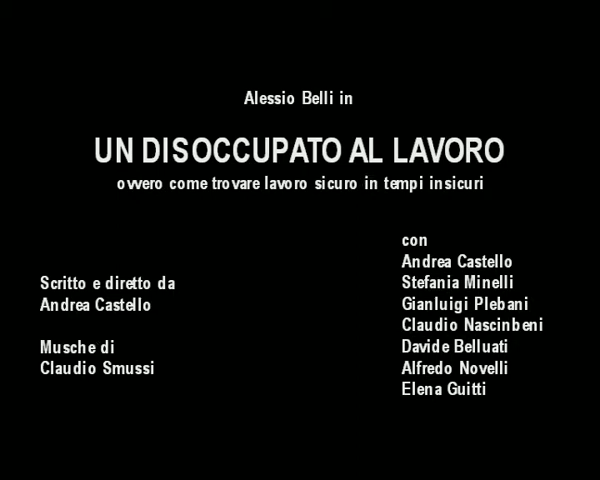 Alessio Belli in
UN DISOCCUPATO AL LAVORO
ovvero come trovare lavoro sicuro in tempi insicuri
Scritto e diretto da
Andrea Castello
Musche di
Claudio Smussi
con
Andrea Castello
Stefania Minelli
Gianluigi Plebani
Claudio Nascinbeni
Davide Belluati
Alfredo Novelli
Elena Guitti